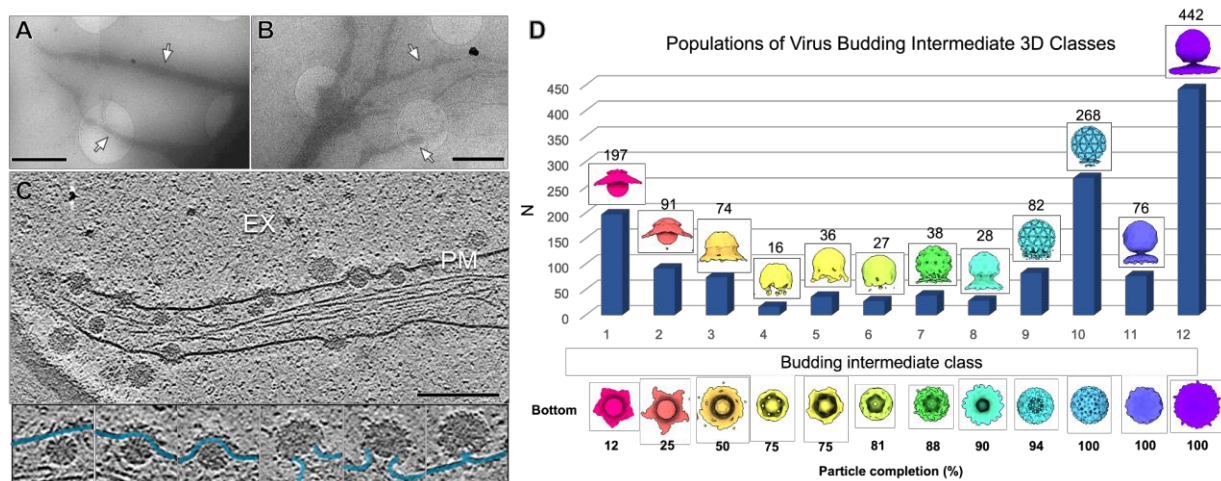 A
B
C
EX
PM
D
Populations of Virus Budding Intermediate 3D Classes
N
450
400
350
300
250
200
150
100
50
0
197
91
74
16
36
27
38
28
82
268
76
442
1 2 3 4 5 6 7 8 9 10 11 12
Budding intermediate class
Bottom
12 25 50 75 75 81 88 90 94 100 100 100
Particle completion (%)